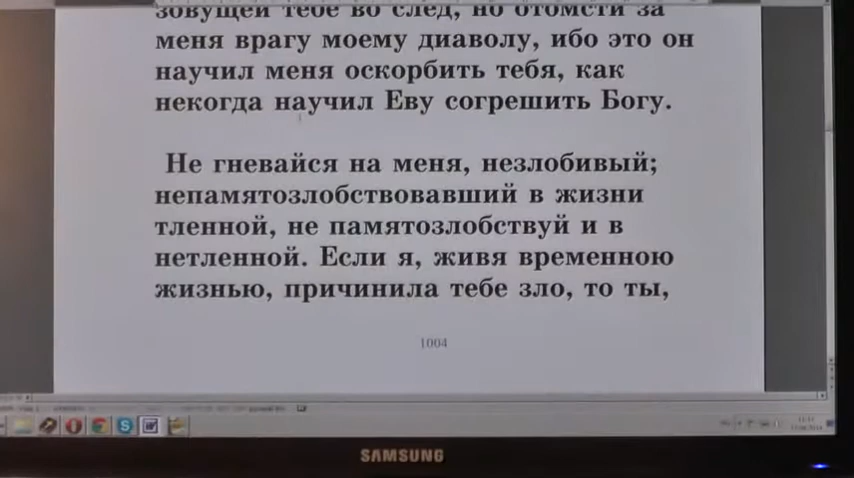 зовущей тебе во след, но отомсти за
меня врагу моему диаволу, ибо это он
научил меня оскорбить тебя, как
некогда научил Еву согрешить Богу.
Не гневайся на меня, незлобивый;
непамятозлобствовавший в жизни
тленной, не памятозлобствуй и в
нетленной. Если я, живя временною
жизнью, причинила тебе зло, то ты,
1004
SAMSUNG